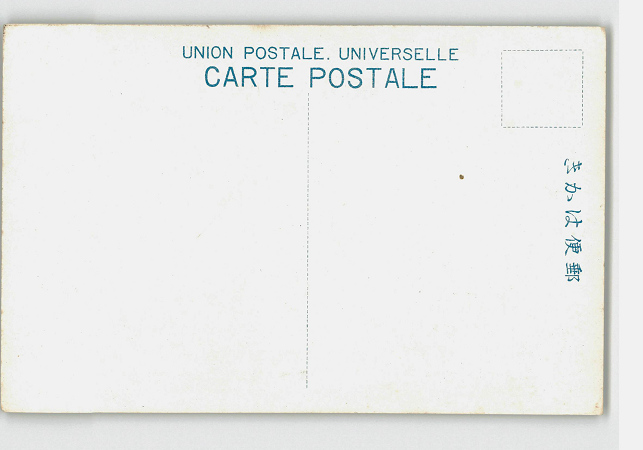 UNION POSTALE. UNIVERSELLE
CARTE POSTALE
きかは便郵